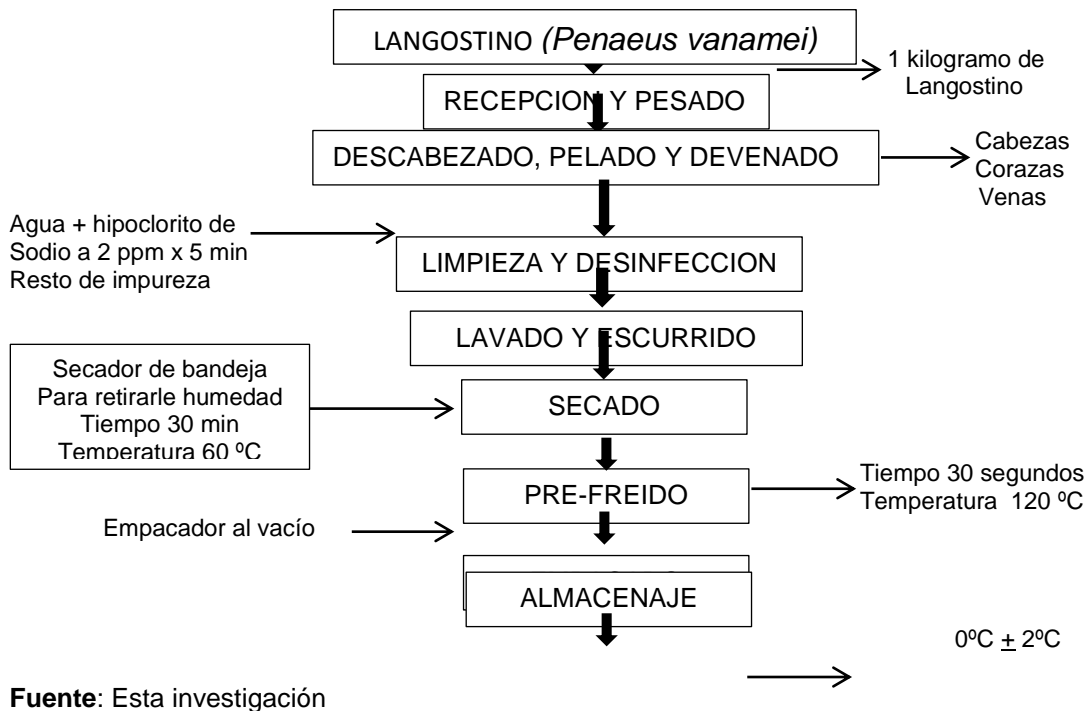 LANGOSTINO (Penaeus vanamei)
1 kilogramo de
Langostino
RECEPCION Y PESADO
DESCABEZADO, PELADO Y DEVENADO
Cabezas
Corazas
Venas
Agua + hipoclorito de
Sodio a 2 ppm x 5 min
Resto de impureza
LIMPIEZA Y DESINFECCION
LAVADO Y ESCURRIDO
Secador de bandeja
Para retirarle humedad
Tiempo 30 min
Temperatura 60 ºC
SECADO
PRE-FREIDO
Tiempo 30 segundos
Temperatura 120 ºC
Empacador al vacío
ALMACENAJE
0ºC ± 2ºC
Fuente: Esta investigación